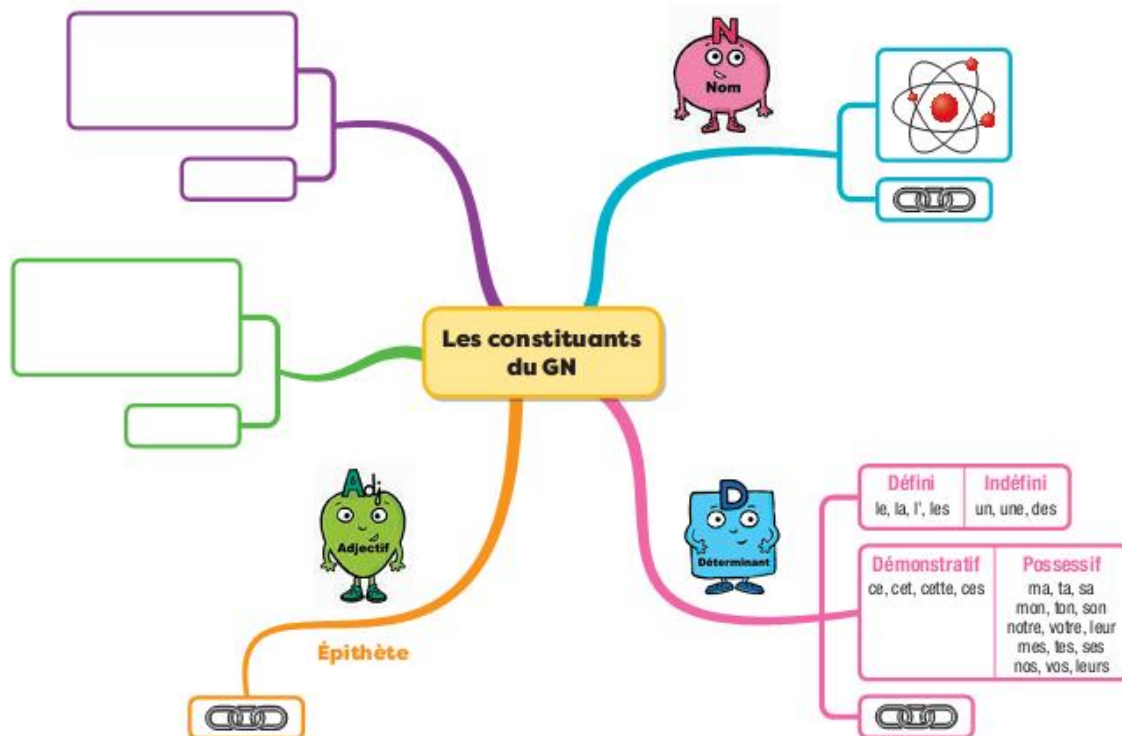 N
Nom
Les constituants
du GN
Adj
Adjectif
Épithète
D
Déterminant
Défini
le, la, l', les
Indéfini
un, une, des
Démonstratif
ce, cet, cette, ces
Possessif
ma, ta, sa
mon, ton, son
notre, votre, leur
mes, tes, ses
nos, vos, leurs